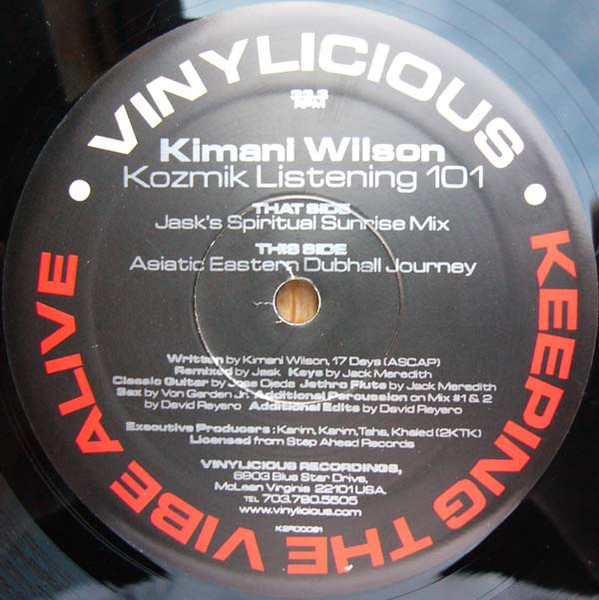 VINYLICIOUS • KEEPING THE VIBE ALIVE •
33.3
RPM
Kimani Wilson
Kozmik Listening 101
THAT SIDE
Jask's Spiritual Sunrise Mix
THIS SIDE
Asiatic Eastern Dubhall Journey
Written by Kimani Wilson, 17 Days (ASCAP)
Remixed by Jask Keys by Jack Meredith
Classic Guitar by Jose Ojeda Jethro Flute by Jack Meredith
Sax by Von Garden Jr. Additional Percussion on Mix #1 & 2
by David Reyero Additional Edits by David Reyero
Executive Producers : Karim, Karim, Taha, Khaled (2KTK)
Licensed from Step Ahead Records
VINYLICIOUS RECORDINGS,
6903 Blue Star Drive,
McLean Virginia 22101 USA.
TEL 703.790.5605
www.vinylicious.com